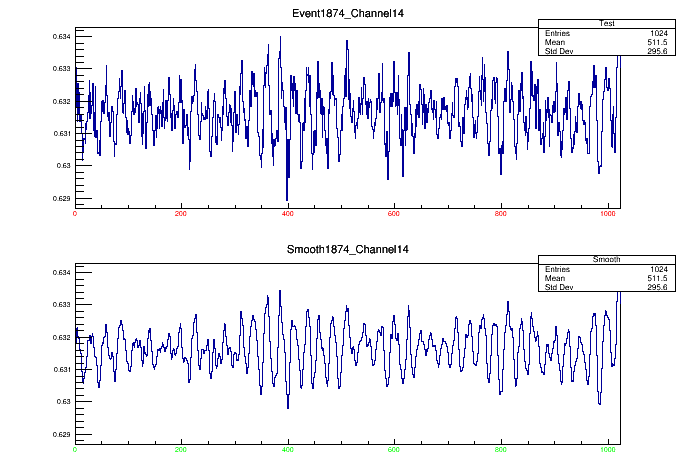 Event1874_Channel14
Test
Entries 1024
Mean 511.5
Std Dev 295.6
0.634
0.633
0.632
0.631
0.63
0.629
0 200 400 600 800 1000
Smooth1874_Channel14
Smooth
Entries 1024
Mean 511.5
Std Dev 295.6
0.634
0.633
0.632
0.631
0.63
0.629
0 200 400 600 800 1000